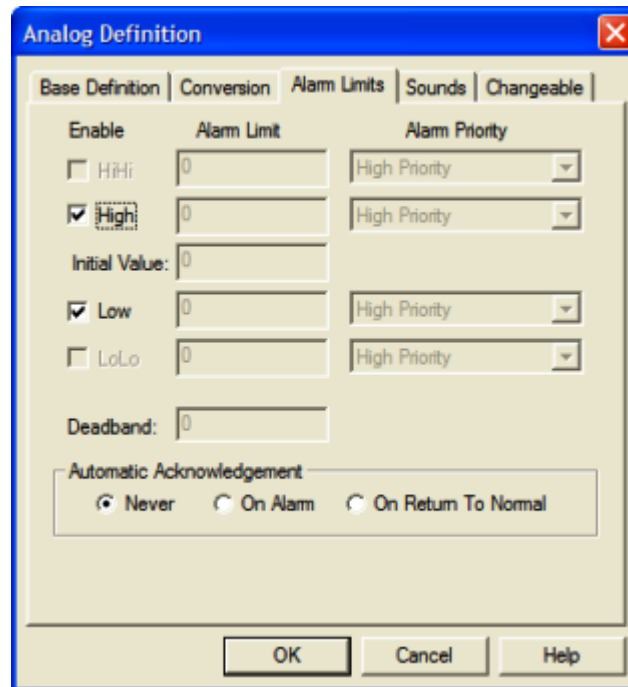 Analog Definition
Base Definition Conversion Alarm Limits Sounds Changeable
Enable Alarm Limit Alarm Priority
HiHi 0 High Priority
High 0 High Priority
Initial Value: 0
Low 0 High Priority
LoLo 0 High Priority
Deadband: 0
Automatic Acknowledgement
Never On Alarm On Return To Normal
OK Cancel Help